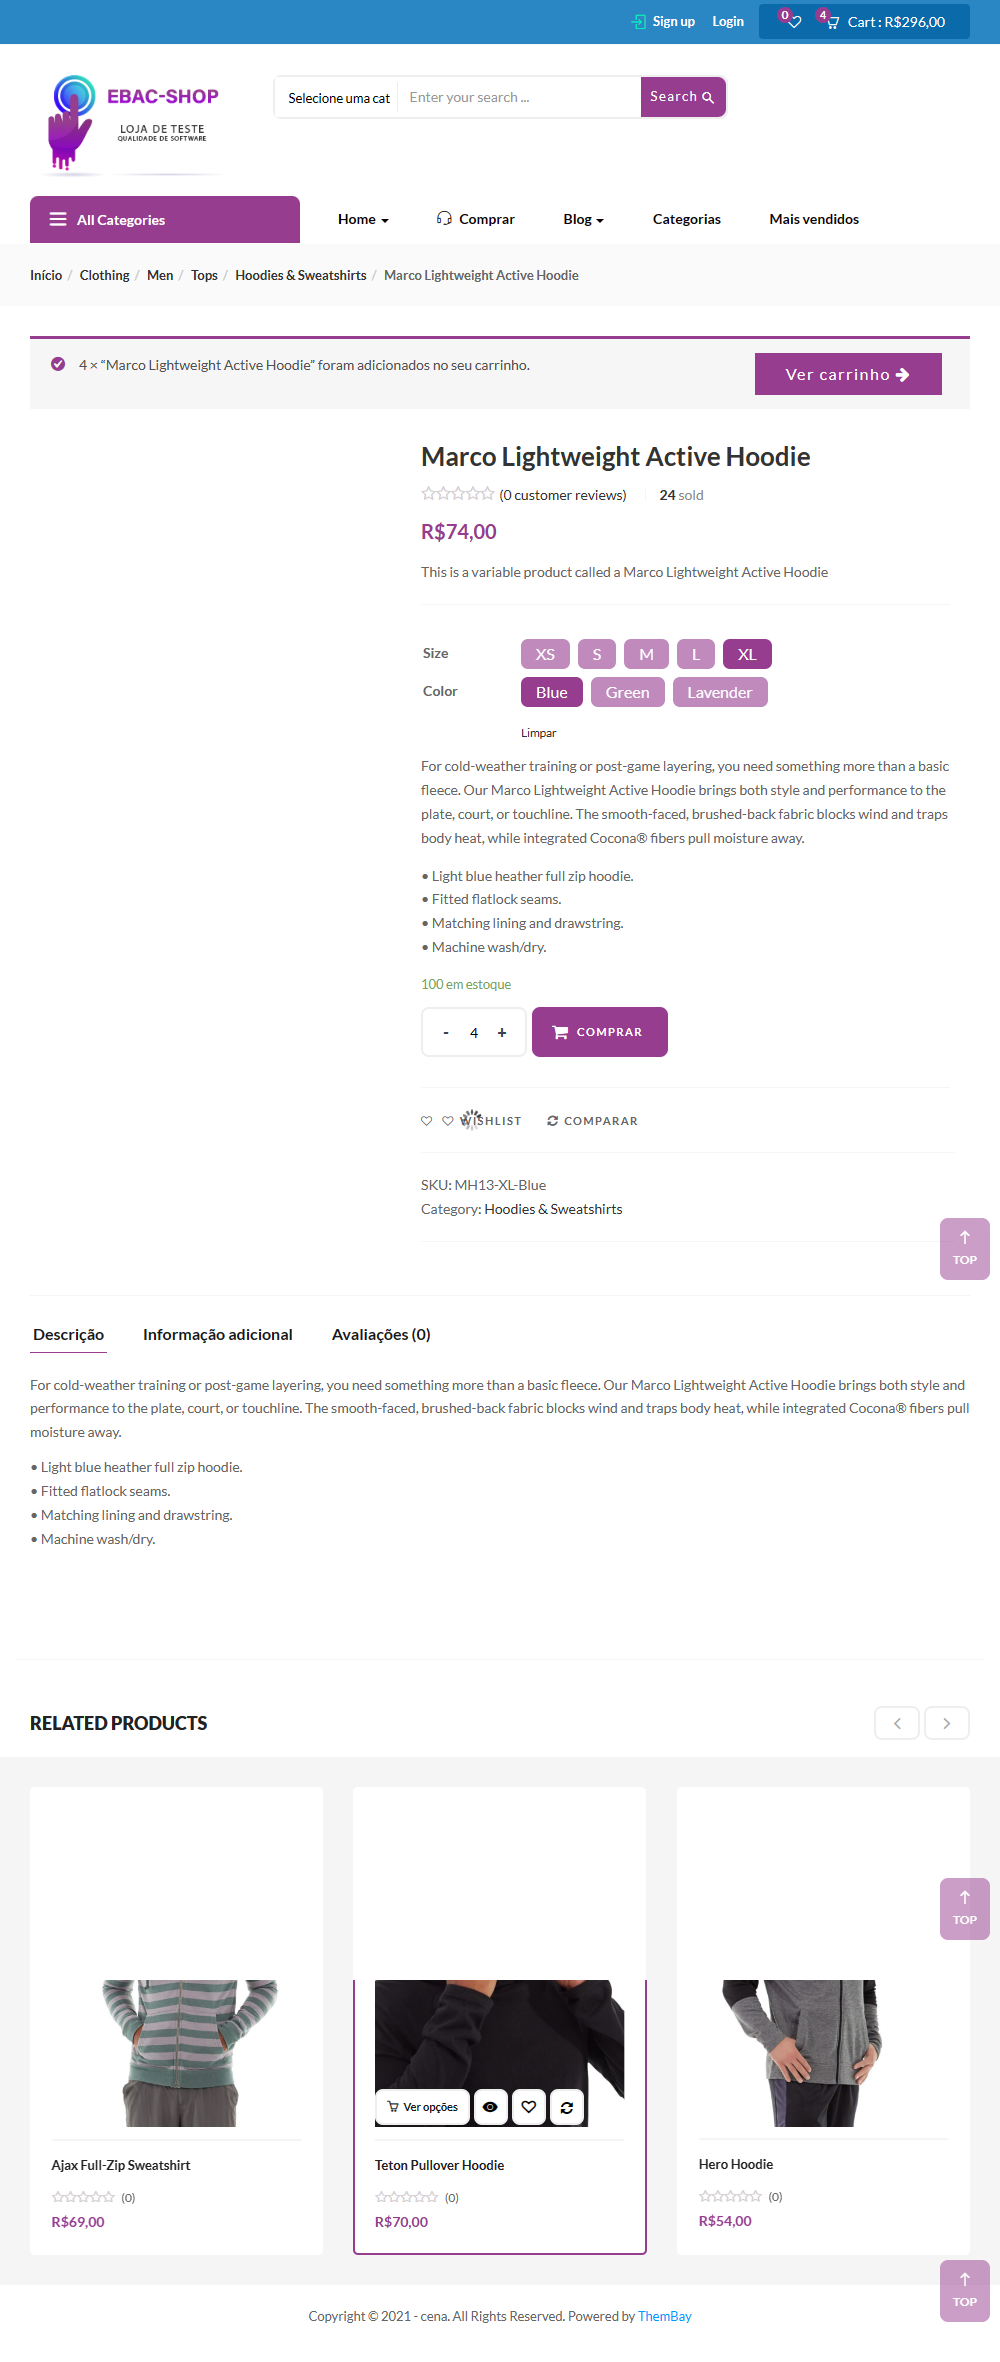 Sign up Login 0 4 Cart : R$296,00
EBAC-SHOP
LOJA DE TESTE
QUALIDADE DE SOFTWARE
Selecione uma cat Enter your search ... Search
All Categories Home Comprar Blog Categorias Mais vendidos
Início / Clothing / Men / Tops / Hoodies & Sweatshirts / Marco Lightweight Active Hoodie
4 × “Marco Lightweight Active Hoodie” foram adicionados no seu carrinho. Ver carrinho
Marco Lightweight Active Hoodie
(0 customer reviews) 24 sold
R$74,00
This is a variable product called a Marco Lightweight Active Hoodie
Size XS S M L XL
Color Blue Green Lavender
Limpar
For cold-weather training or post-game layering, you need something more than a basic
fleece. Our Marco Lightweight Active Hoodie brings both style and performance to the
plate, court, or touchline. The smooth-faced, brushed-back fabric blocks wind and traps
body heat, while integrated Cocona® fibers pull moisture away.
• Light blue heather full zip hoodie.
• Fitted flatlock seams.
• Matching lining and drawstring.
• Machine wash/dry.
100 em estoque
- 4 + COMPRAR
WISHLIST COMPARAR
SKU: MH13-XL-Blue
Category: Hoodies & Sweatshirts
TOP
Descrição Informação adicional Avaliações (0)
For cold-weather training or post-game layering, you need something more than a basic fleece. Our Marco Lightweight Active Hoodie brings both style and
performance to the plate, court, or touchline. The smooth-faced, brushed-back fabric blocks wind and traps body heat, while integrated Cocona® fibers pull
moisture away.
• Light blue heather full zip hoodie.
• Fitted flatlock seams.
• Matching lining and drawstring.
• Machine wash/dry.
RELATED PRODUCTS
TOP
Ver opções
Ajax Full-Zip Sweatshirt
(0)
R$69,00
Teton Pullover Hoodie
(0)
R$70,00
Hero Hoodie
(0)
R$54,00
TOP
Copyright © 2021 - cena. All Rights Reserved. Powered by ThemBay